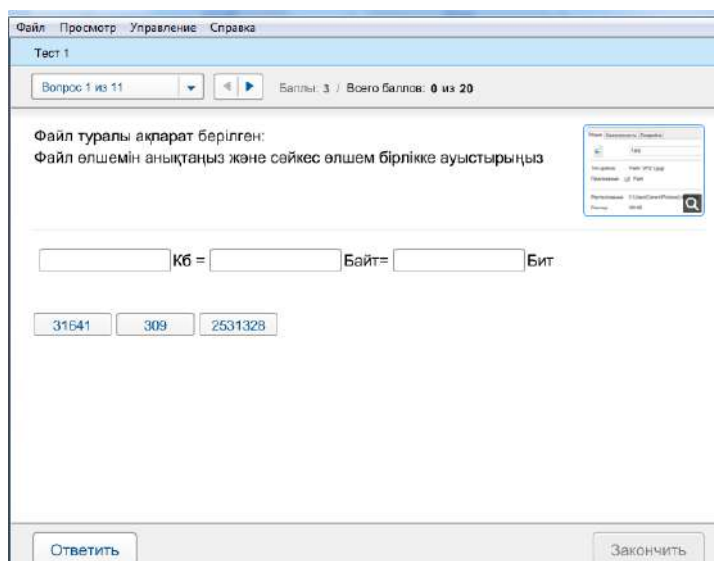 Файл Просмотр Управление Справка
Тест 1
Вопрос 1 из 11
Баллы: 3 / Всего баллов: 0 из 20
Файл туралы ақпарат берілген:
Файл өлшемін анықтаңыз және сәйкес өлшем бірлікке ауыстырыңыз
Кб = Байт= Бит
31641 309 2531328
Ответить Закончить